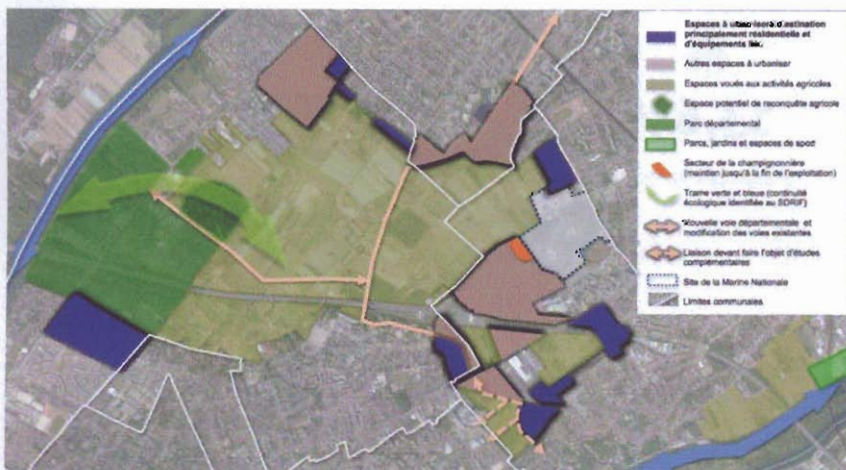 Espaces à destination
principalement résidentielle et
d'équipements
Autres espaces à urbaniser
Espaces voués aux activités agricoles
Espace potentiel de reconquête agricole
Parc départemental
Parcs, jardins et espaces de sport
Secteur de la champignonnière
(maintien jusqu'à la fin de l'exploitation)
Trame verte et bleue (continuité
écologique identifiée au SDRIF)
Nouvelle voie départementale et
modification des voies existantes
Liaison devant faire l'objet d'études
complémentaires
Site de la Marine Nationale
Limites communales